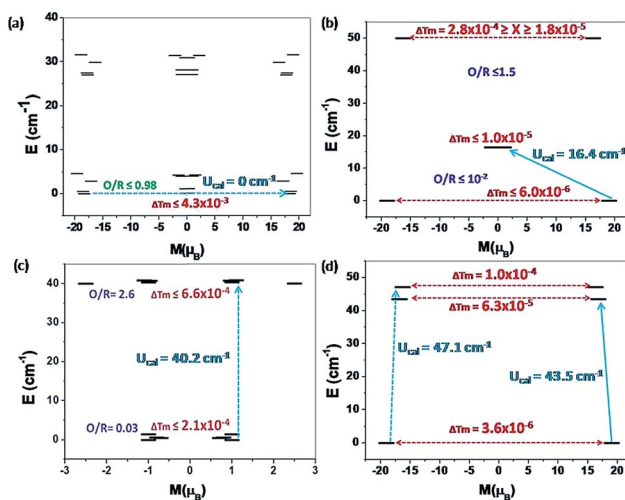 (a)
E (cm-1)
40
30
20
10
0
O/R ≤ 0.98
Ucal = 0 cm-1
ΔTm ≤ 4.3x10-3
-20 -15 -10 -5 0 5 10 15 20
M(μB)
(b)
E (cm-1)
50
40
30
20
10
0
ΔTm = 2.8x10-4 ≥ X ≥ 1.8x10-5
O/R ≤1.5
ΔTm ≤ 1.0x10-5
Ucal = 16.4 cm-1
O/R ≤ 10-2
ΔTm ≤ 6.0x10-6
-20 -15 -10 -5 0 5 10 15 20
M(μB)
(c)
E (cm-1)
40
30
20
10
0
O/R= 2.6
ΔTm ≤ 6.6x10-4
Ucal = 40.2 cm-1
O/R= 0.03
ΔTm ≤ 2.1x10-4
-3 -2 -1 0 1 2 3
M(μB)
(d)
E (cm-1)
50
40
30
20
10
0
ΔTm = 1.0x10-4
ΔTm = 6.3x10-5
Ucal = 47.1 cm-1
Ucal = 43.5 cm-1
ΔTm = 3.6x10-6
-20 -15 -10 -5 0 5 10 15 20
M(μB)